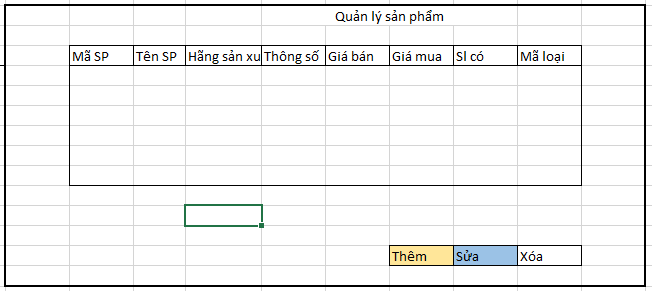 Quản lý sản phẩm
Mã SP Tên SP Hãng sản xu Thông số Giá bán Giá mua Sl có Mã loại
Thêm Sửa Xóa